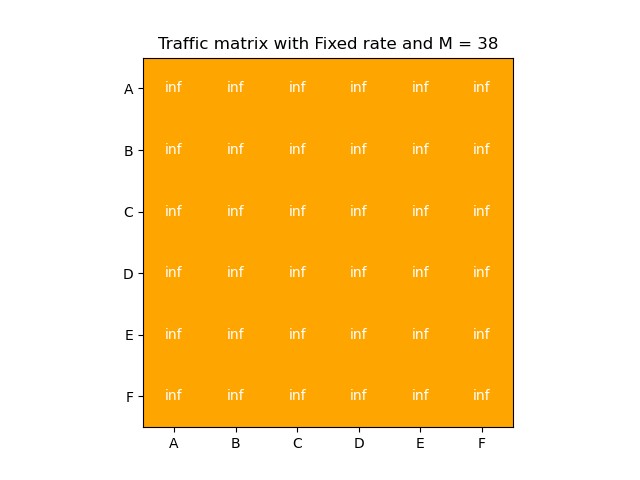 Traffic matrix with Fixed rate and M = 38
A inf inf inf inf inf inf
B inf inf inf inf inf inf
C inf inf inf inf inf inf
D inf inf inf inf inf inf
E inf inf inf inf inf inf
F inf inf inf inf inf inf
A B C D E F